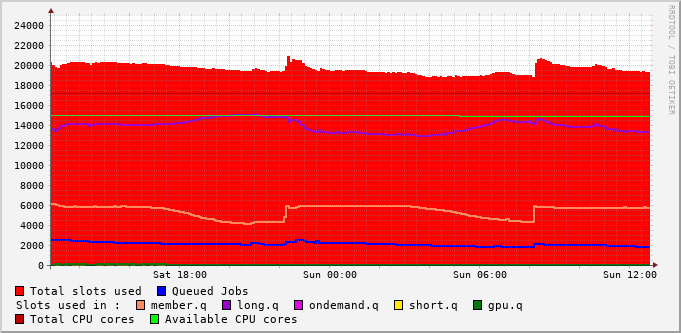 RRDTOOL / TOBI OETIKER
24000
22000
20000
18000
16000
14000
12000
10000
8000
6000
4000
2000
0
Sat 18:00 Sun 00:00 Sun 06:00 Sun 12:00
Total slots used Queued Jobs
Slots used in : member.q long.q ondemand.q short.q gpu.q
Total CPU cores Available CPU cores